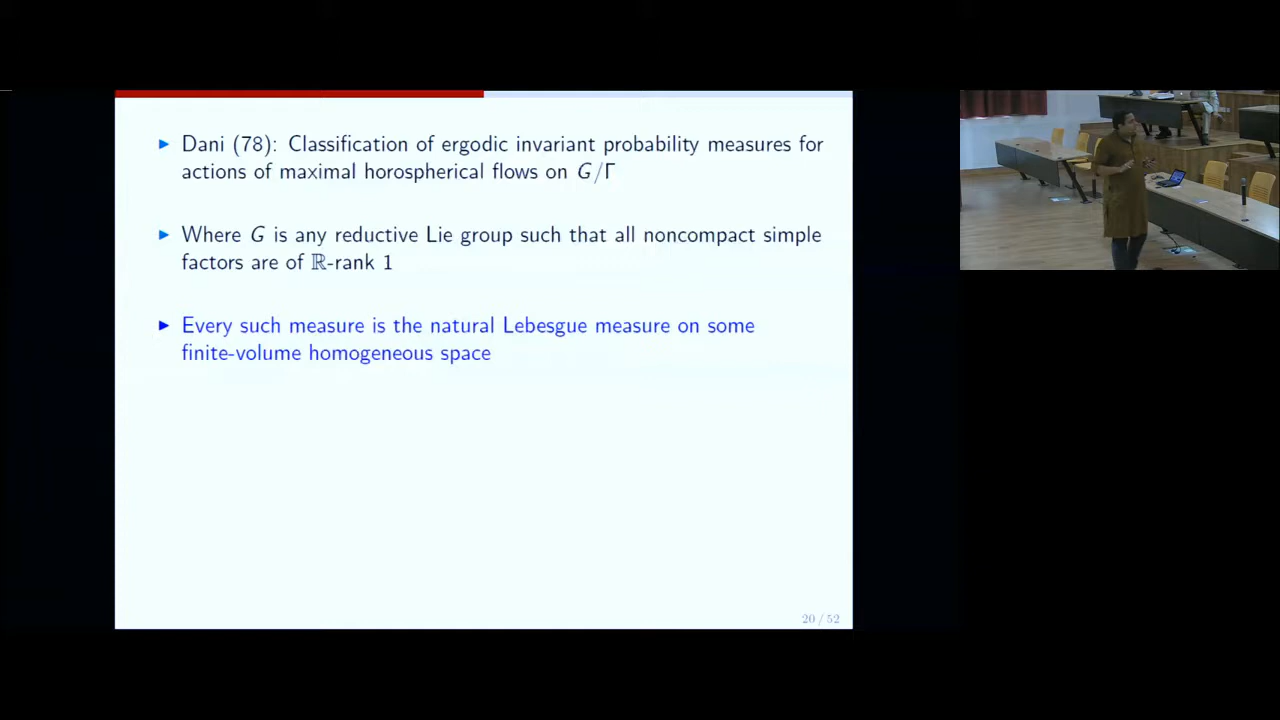 ▶ Dani (78): Classification of ergodic invariant probability measures for
actions of maximal horospherical flows on G/Γ
▶ Where G is any reductive Lie group such that all noncompact simple
factors are of ℝ-rank 1
▶ Every such measure is the natural Lebesgue measure on some
finite-volume homogeneous space
20 / 52